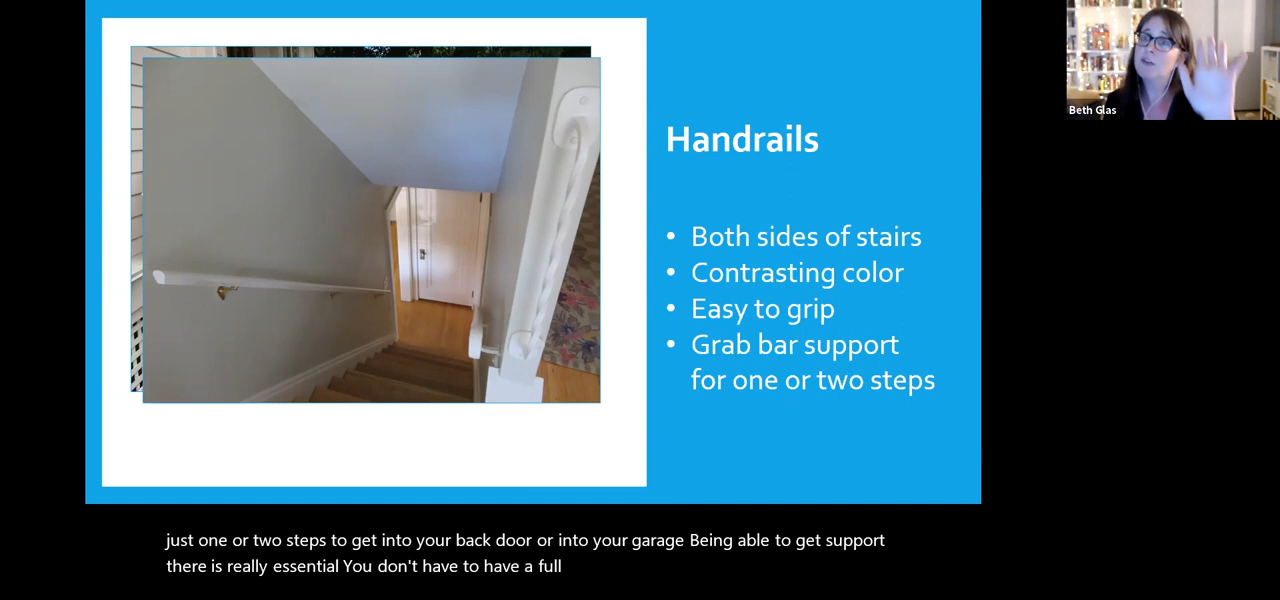 Beth Glas
Handrails
• Both sides of stairs
• Contrasting color
• Easy to grip
• Grab bar support
for one or two steps
just one or two steps to get into your back door or into your garage Being able to get support
there is really essential You don't have to have a full